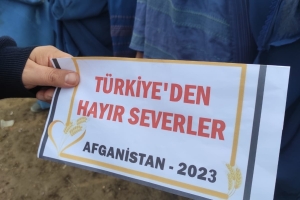 TÜRKİYE'DEN
HAYIR SEVERLER
AFGANİSTAN - 2023